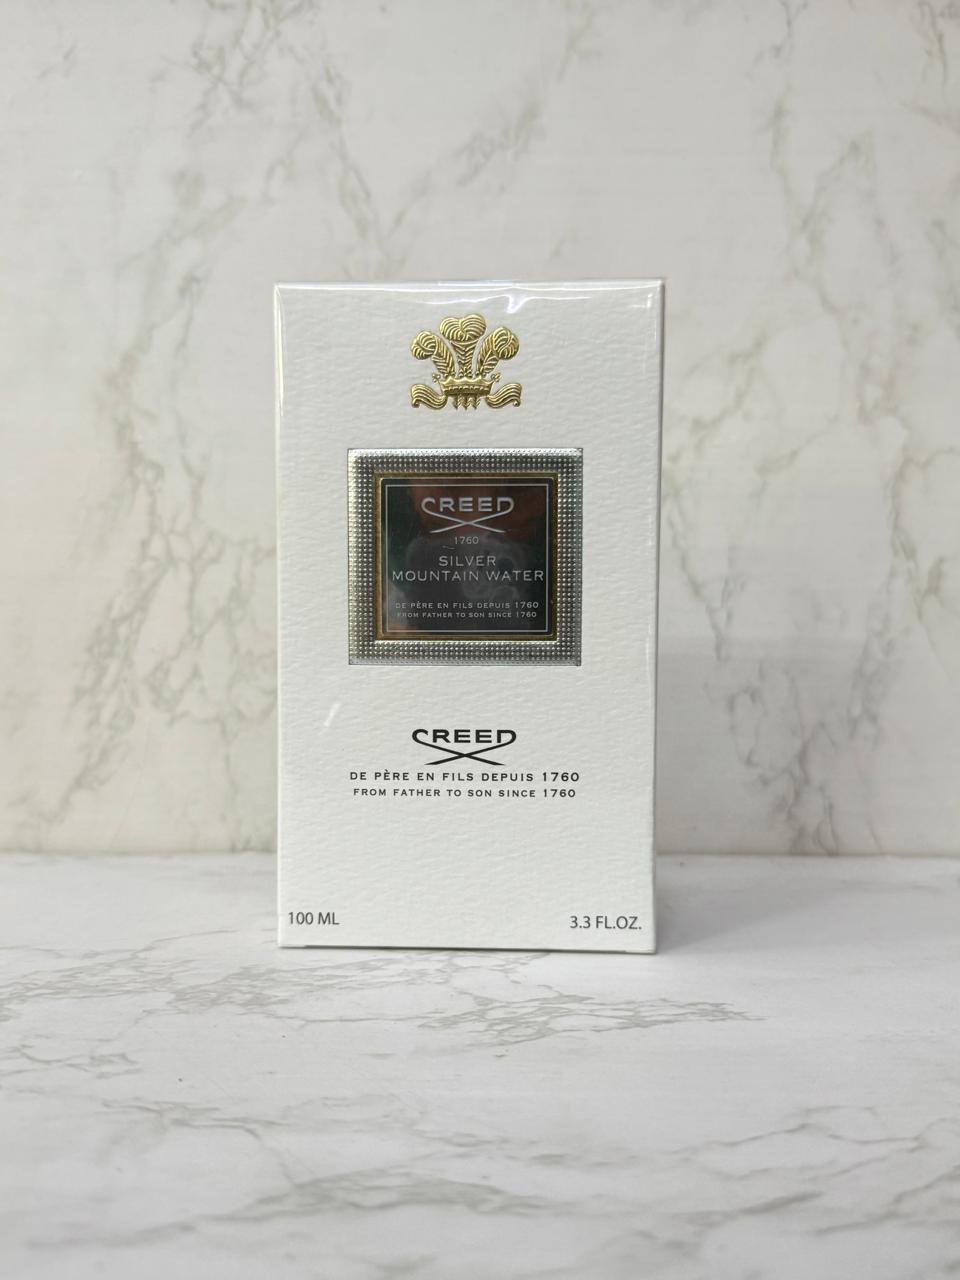 CREED
1760
SILVER
MOUNTAIN WATER
DE PÈRE EN FILS DEPUIS 1760
FROM FATHER TO SON SINCE 1760
CREED
DE PÈRE EN FILS DEPUIS 1760
FROM FATHER TO SON SINCE 1760
100 ML
3.3 FL.OZ.